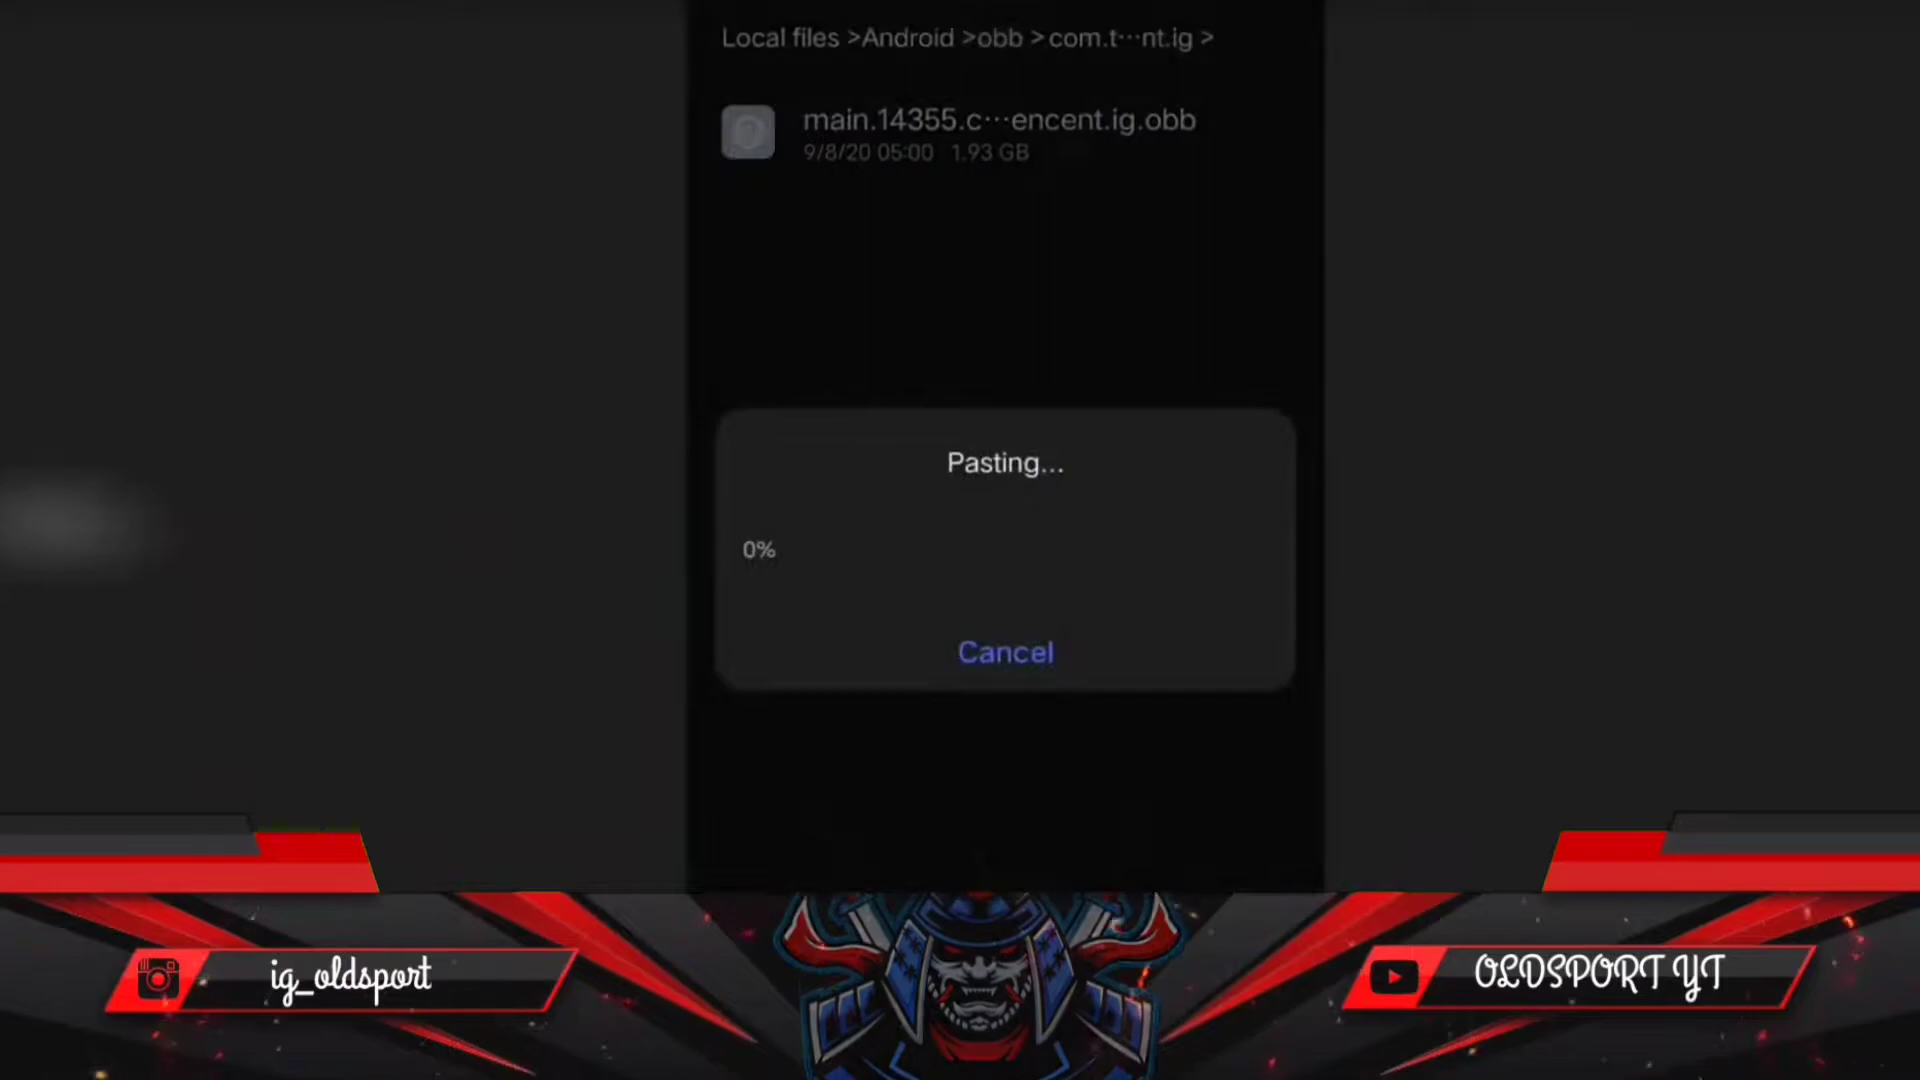 Local files >Android >obb >com.t···nt.ig >
main.14355.c···encent.ig.obb
9/8/20 05:00 1.93 GB
Pasting...
0%
Cancel
ig_oldsport
OLDSPORT YT